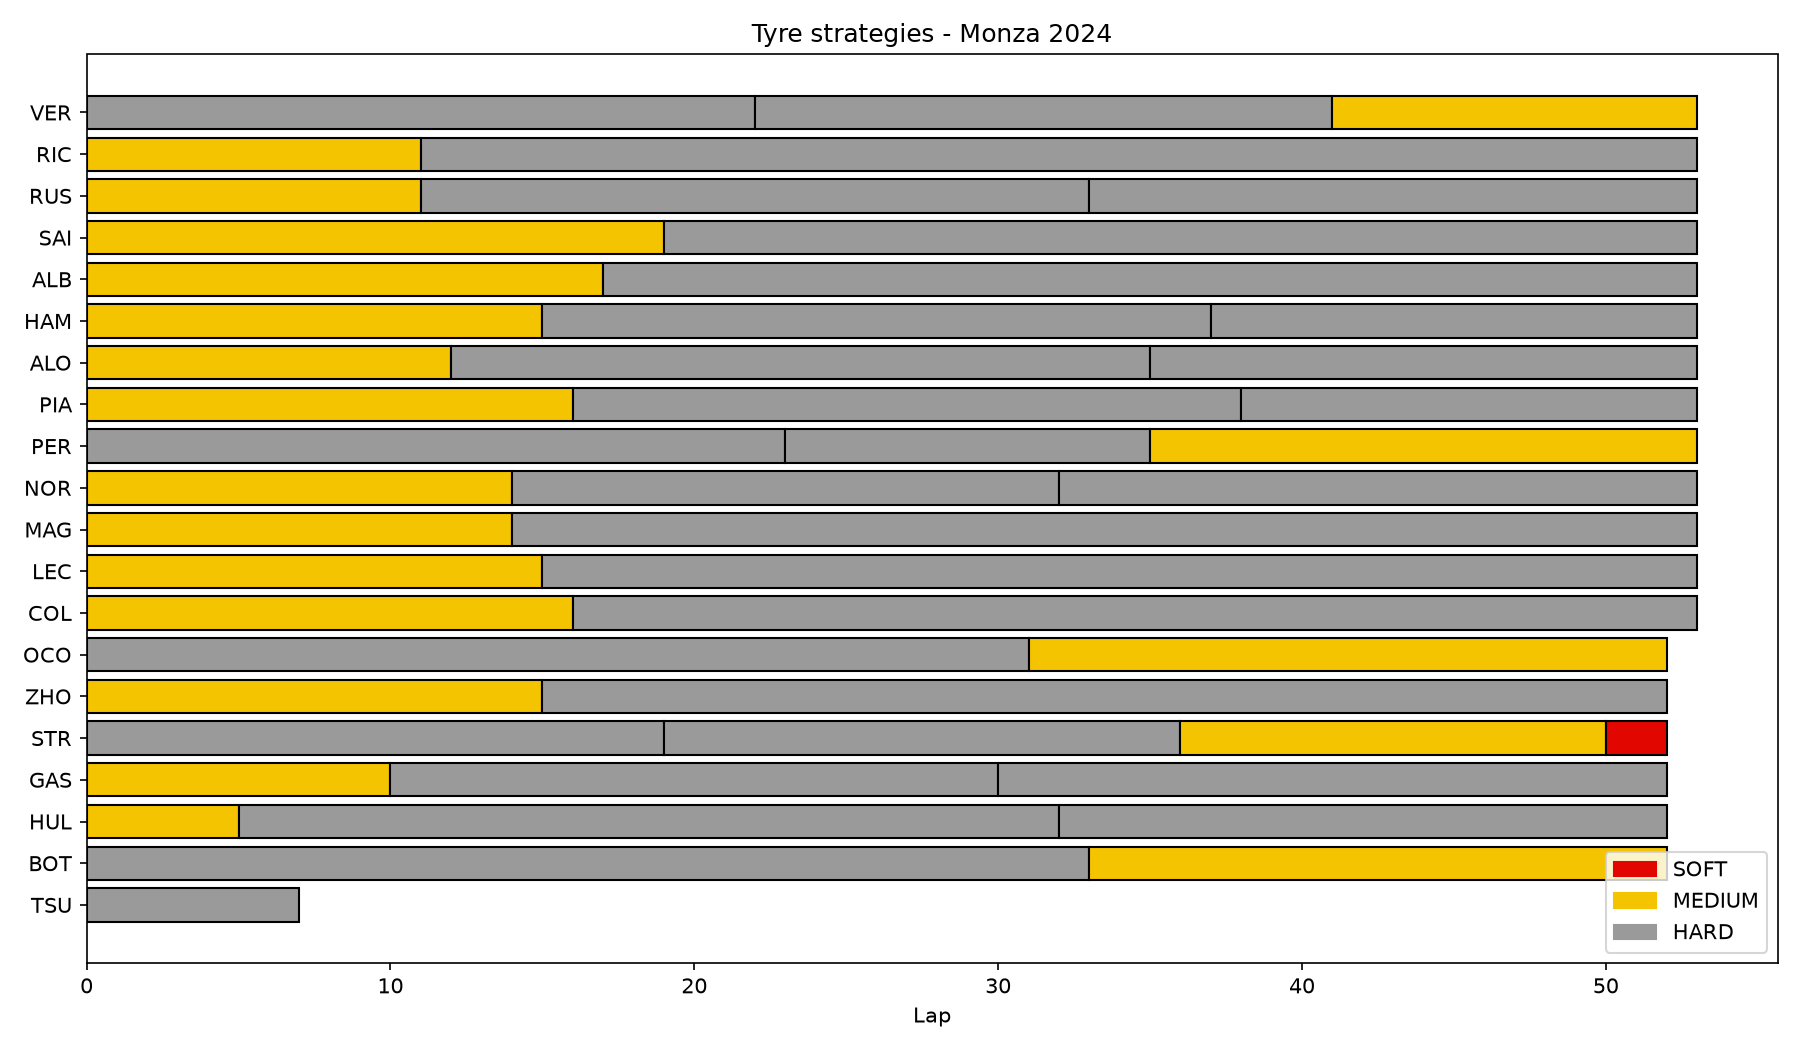 Tyre strategies - Monza 2024
VER
RIC
RUS
SAI
ALB
HAM
ALO
PIA
PER
NOR
MAG
LEC
COL
OCO
ZHO
STR
GAS
HUL
BOT
TSU
SOFT
MEDIUM
HARD
0 10 20 30 40 50
Lap